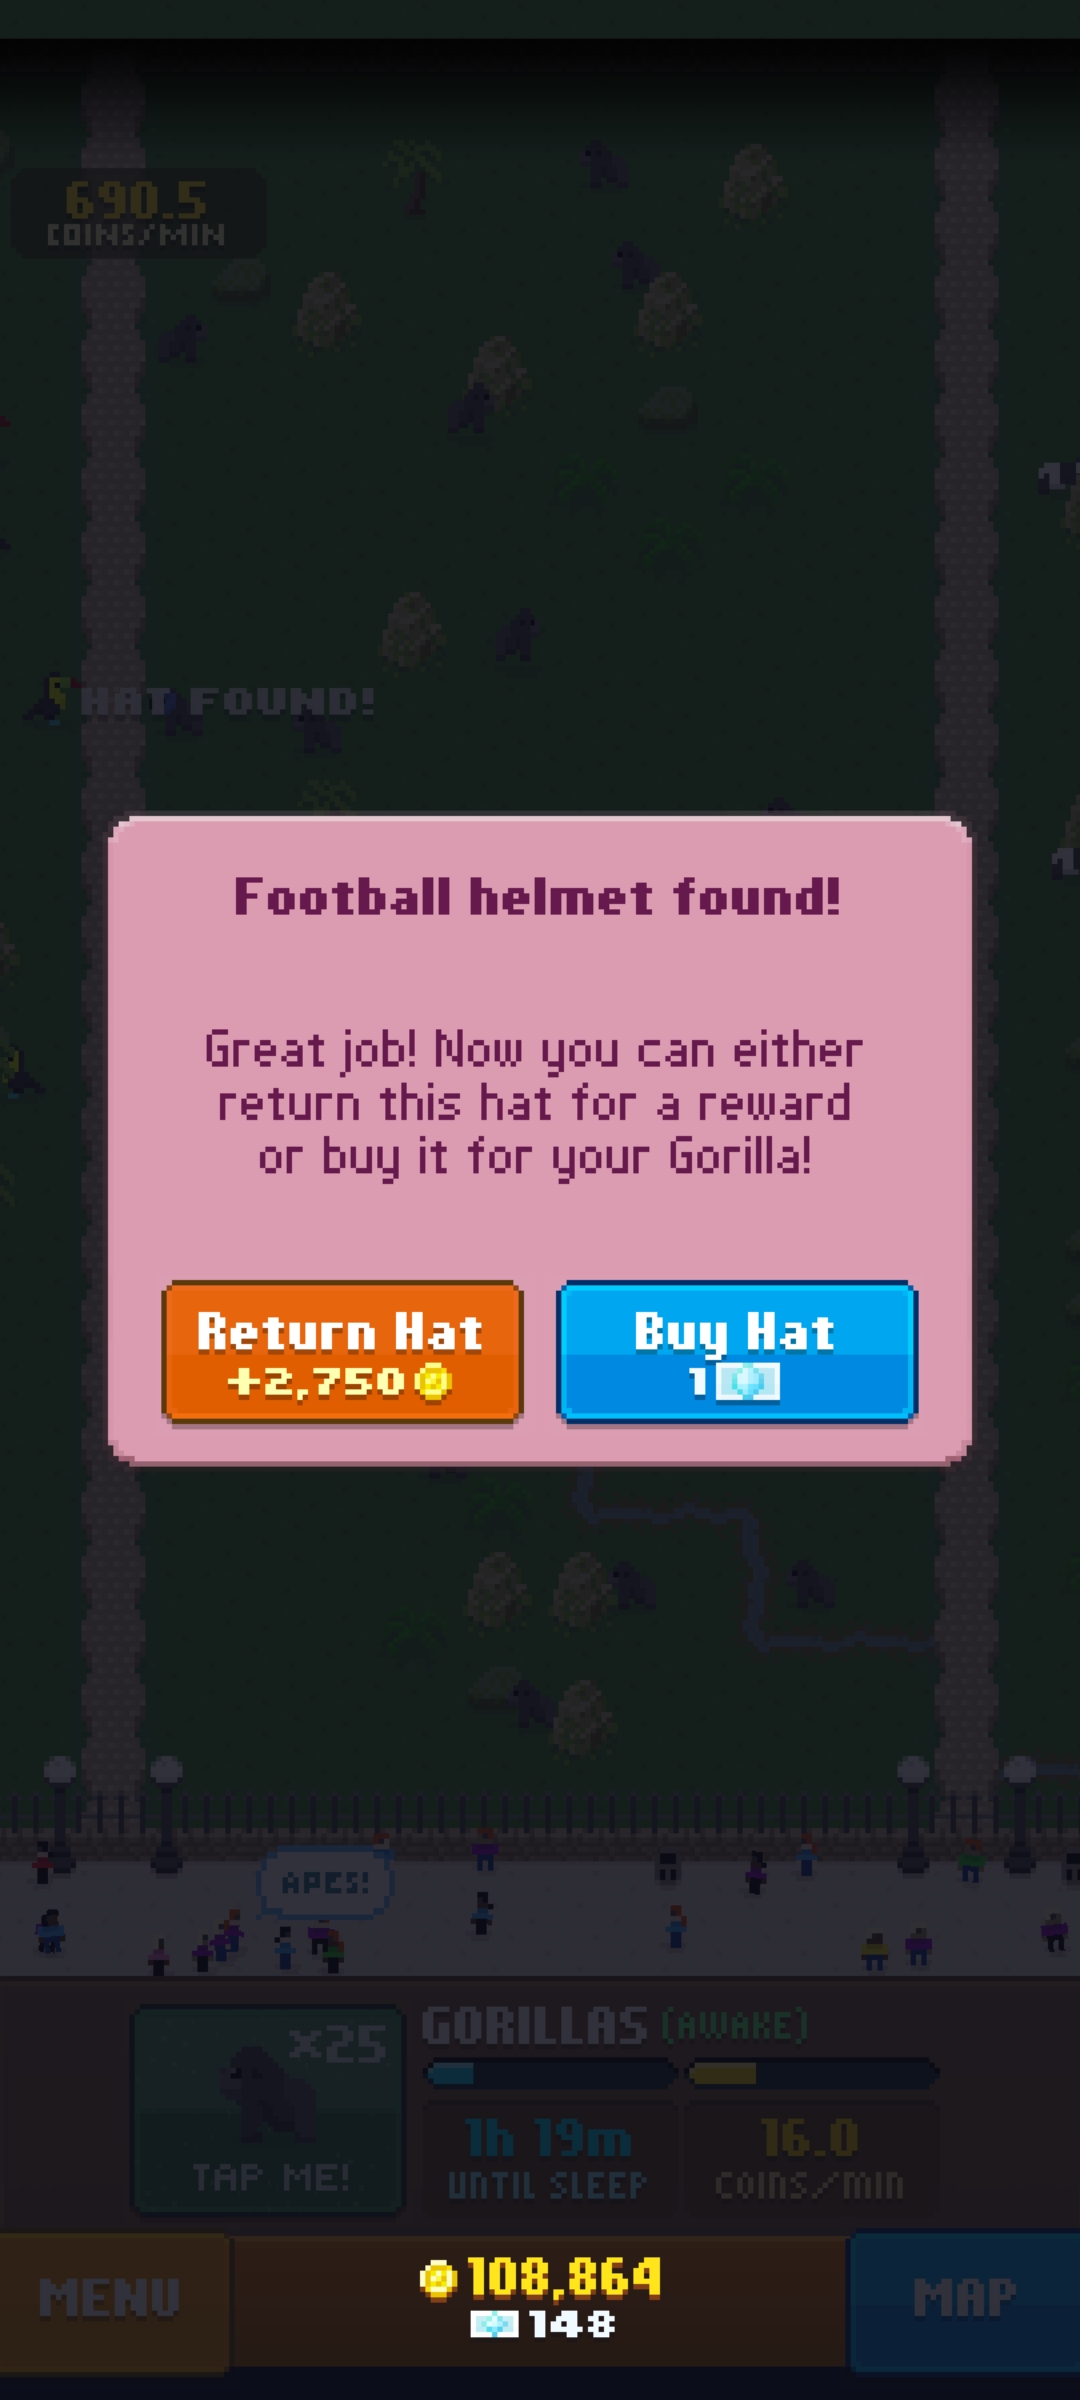 690.5
COINS/MIN
HAT FOUND!
Football helmet found!
Great job! Now you can either
return this hat for a reward
or buy it for your Gorilla!
Return Hat
+2,750
Buy Hat
1
APES!
x25
TAP ME!
GORILLAS (AWAKE)
1h 19m
UNTIL SLEEP
16.0
COINS/MIN
MENU
108,864
148
MAP